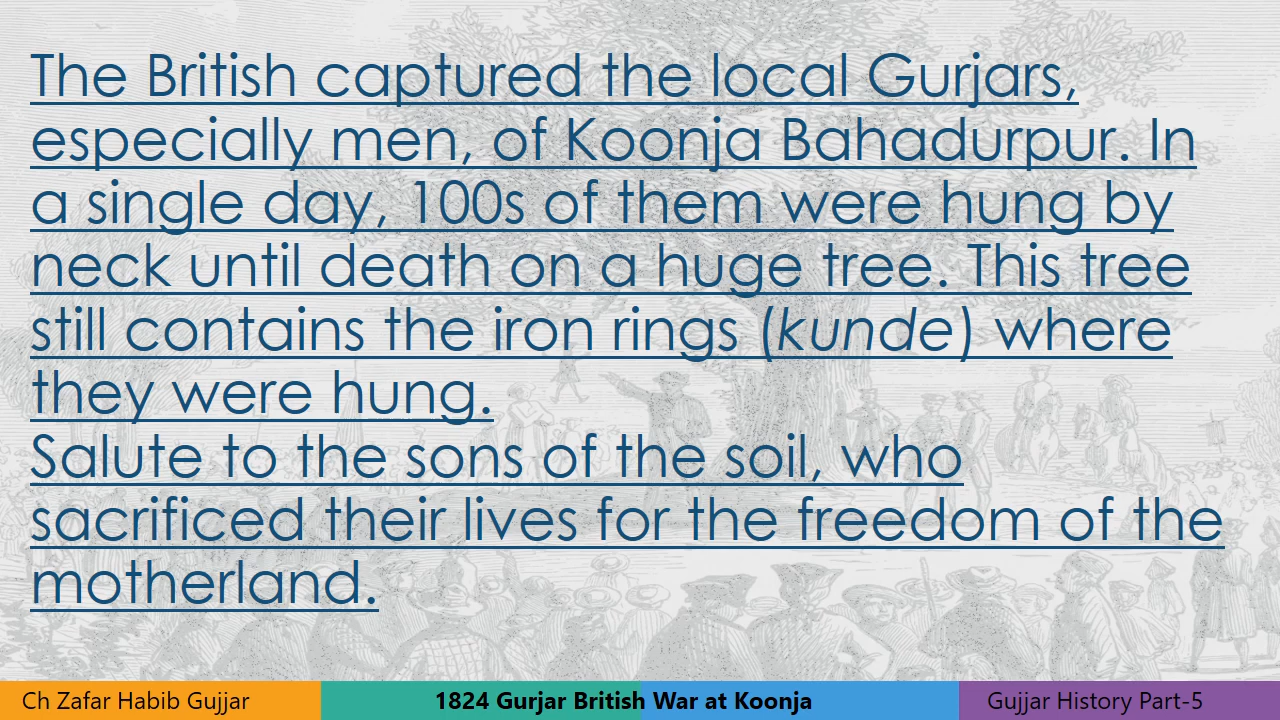 The British captured the local Gurjars,
especially men, of Koonja Bahadurpur. In
a single day, 100s of them were hung by
neck until death on a huge tree. This tree
still contains the iron rings (kunde) where
they were hung.
Salute to the sons of the soil, who
sacrificed their lives for the freedom of the
motherland.
Ch Zafar Habib Gujjar
1824 Gurjar British War at Koonja
Gujjar History Part-5